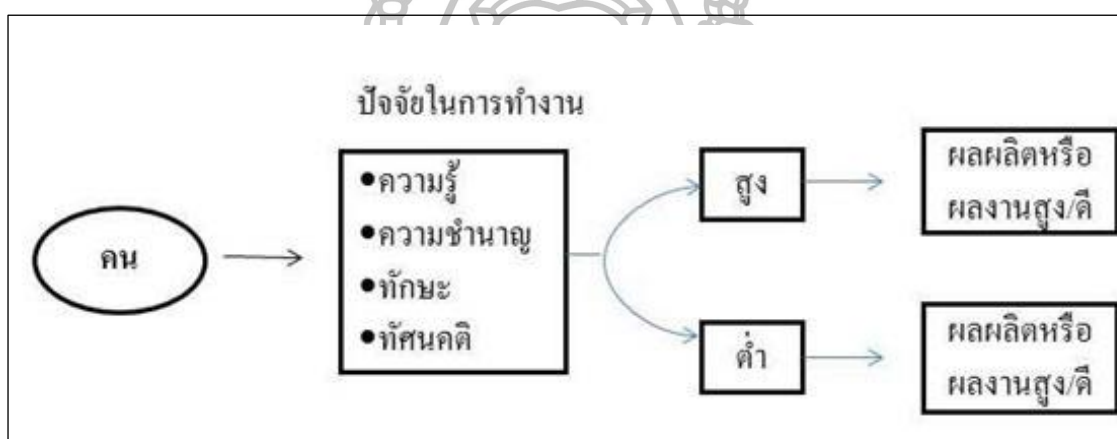 ปัจจัยในการทำงาน
คน
●ความรู้
●ความชำนาญ
●ทักษะ
●ทัศนคติ
สูง
ผลผลิตหรือ
ผลงานสูง/ดี
ต่ำ
ผลผลิตหรือ
ผลงานสูง/ดี